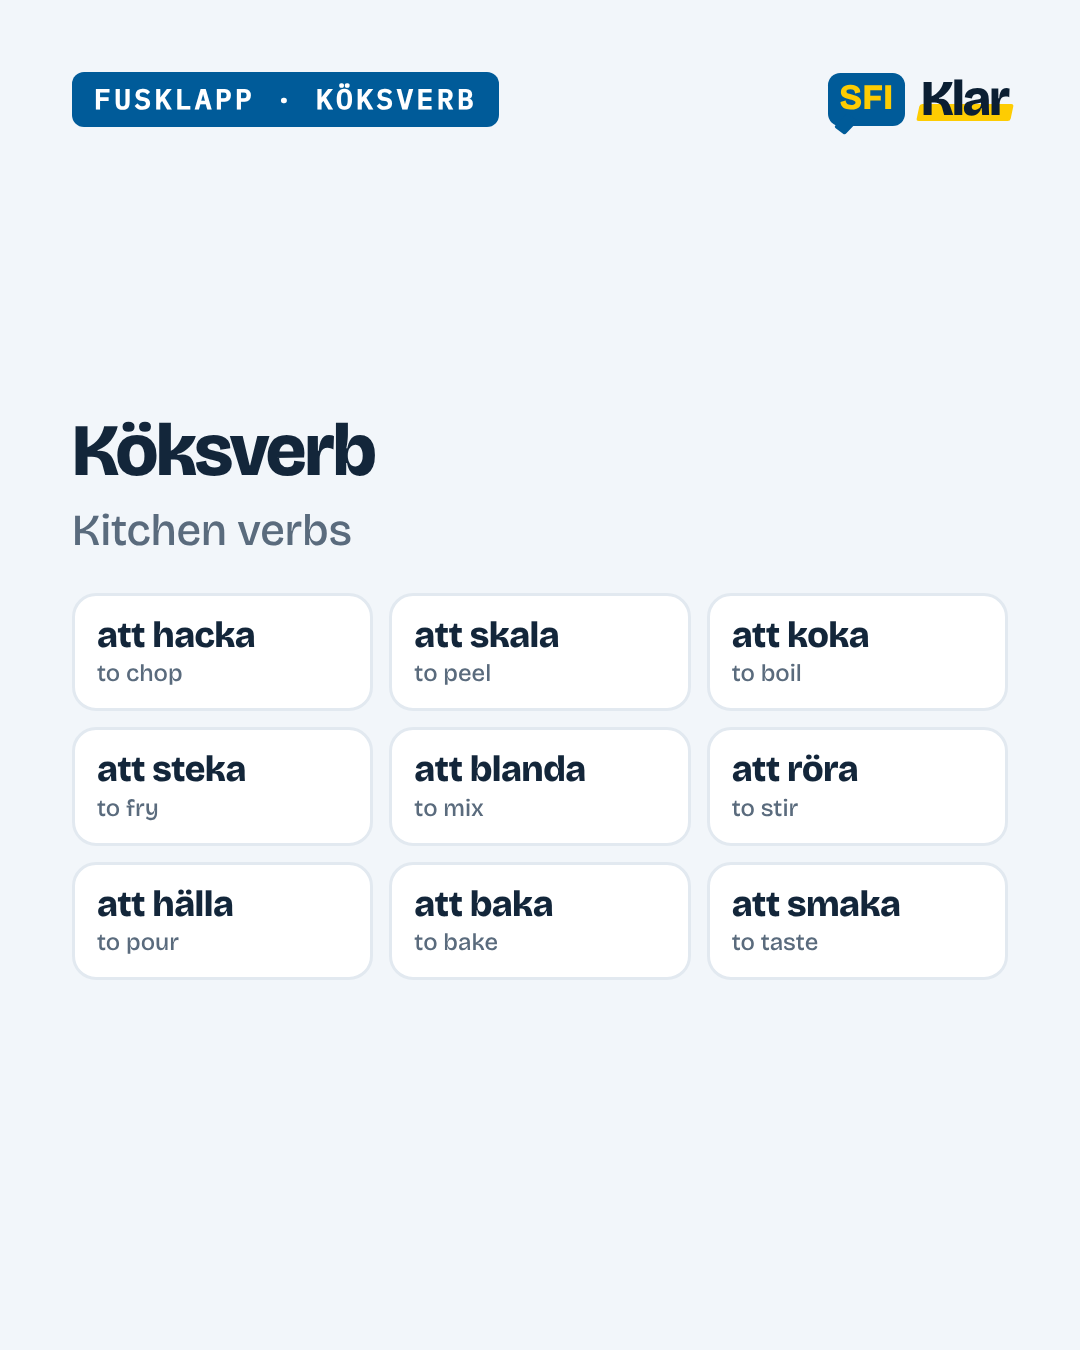 FUSKLAPP · KÖKSVERB
SFI Klar
Köksverb
Kitchen verbs
att hacka
to chop
att skala
to peel
att koka
to boil
att steka
to fry
att blanda
to mix
att röra
to stir
att hälla
to pour
att baka
to bake
att smaka
to taste